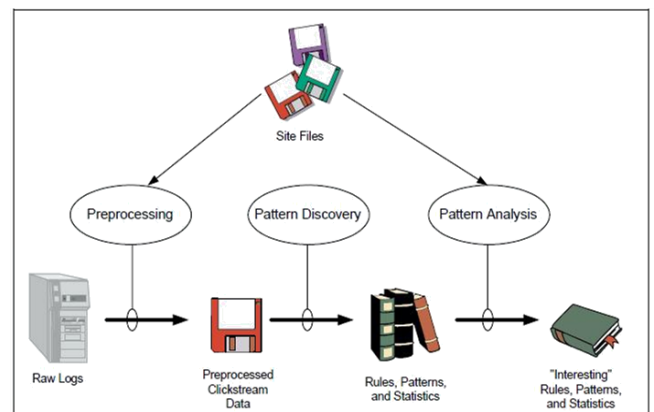 Site Files
Preprocessing
Pattern Discovery
Pattern Analysis
Raw Logs
Preprocessed
Clickstream
Data
Rules, Patterns,
and Statistics
"Interesting"
Rules, Patterns,
and Statistics